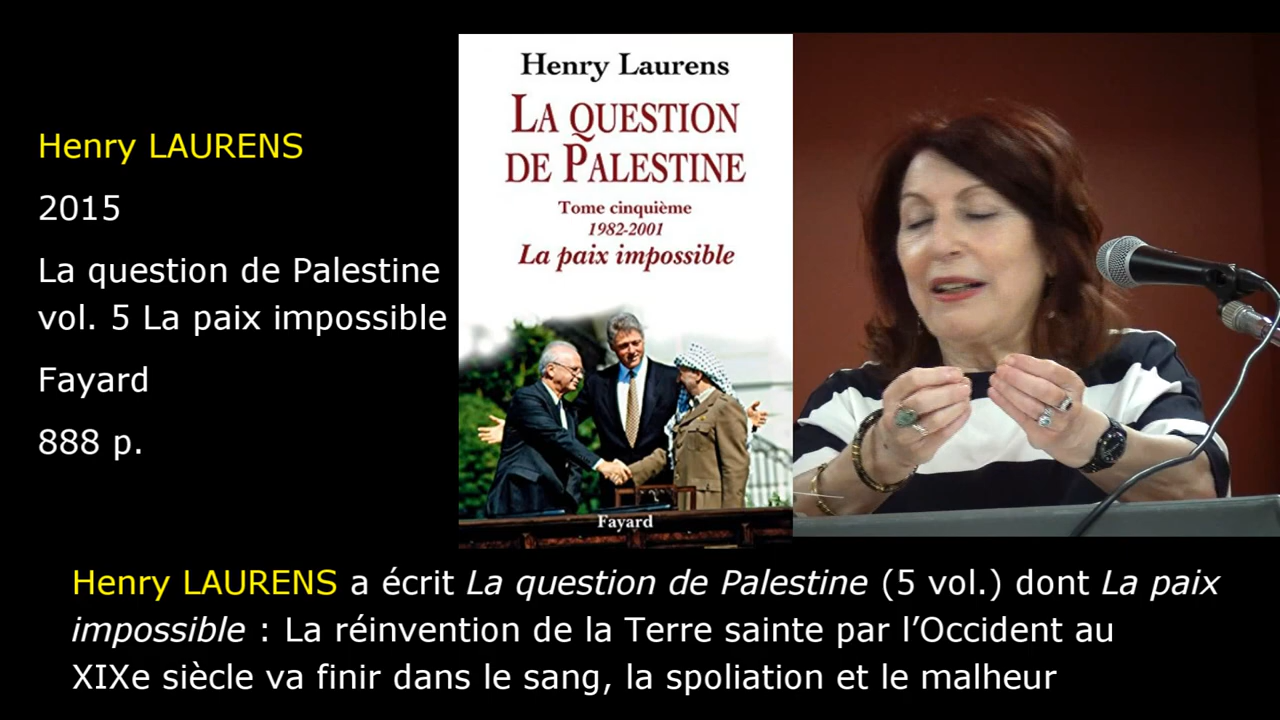 Henry LAURENS
2015
La question de Palestine
vol. 5 La paix impossible
Fayard
888 p.
Henry Laurens
LA QUESTION
DE PALESTINE
Tome cinquième
1982-2001
La paix impossible
Fayard
Henry LAURENS a écrit La question de Palestine (5 vol.) dont La paix
impossible : La réinvention de la Terre sainte par l’Occident au
XIXe siècle va finir dans le sang, la spoliation et le malheur